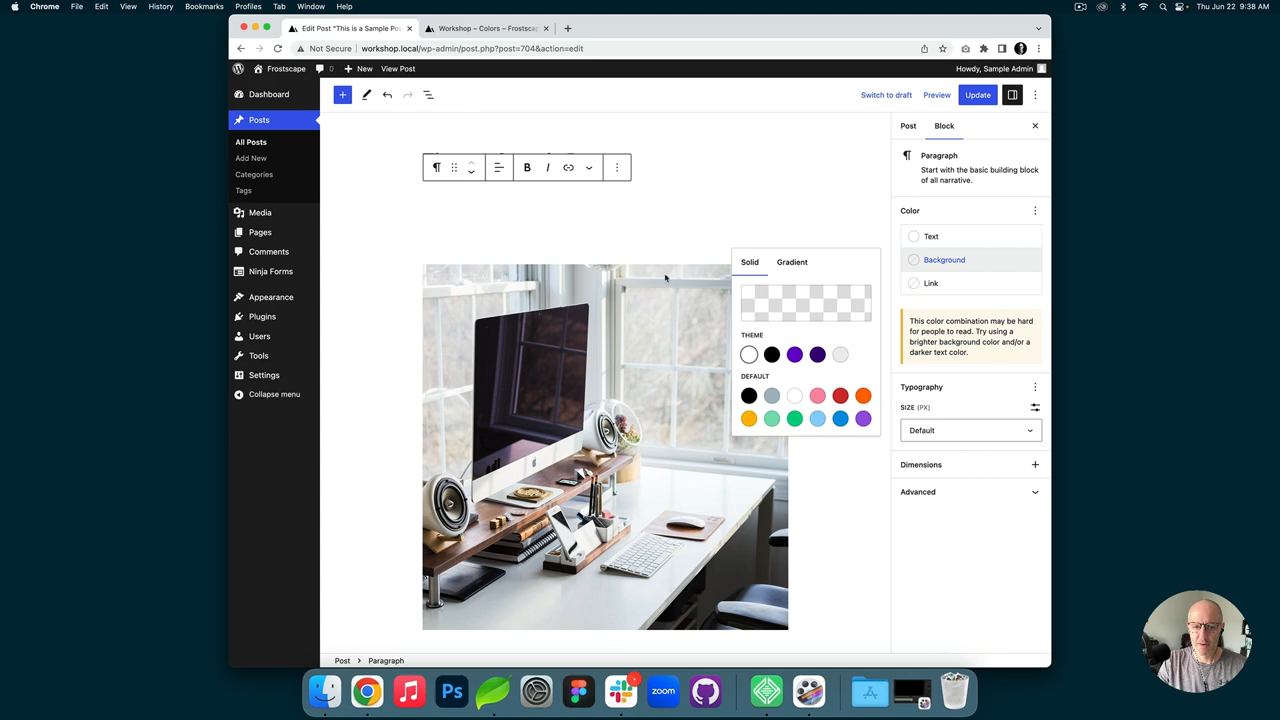 Chrome File Edit View History Bookmarks Profiles Tab Window Help Thu Jun 22 9:38 AM
Edit Post "This is a Sample Po
Workshop – Colors – Frostscap
Not Secure workshop.local/wp-admin/post.php?post=704&action=edit
Frostscape 0 New View Post Howdy, Sample Admin
Dashboard
Posts
All Posts
Add New
Categories
Tags
Media
Pages
Comments
Ninja Forms
Appearance
Plugins
Users
Tools
Settings
Collapse menu
Switch to draft Preview Update
B I
Solid Gradient
THEME
DEFAULT
Post Block
Paragraph
Start with the basic building block
of all narrative.
Color
Text
Background
Link
This color combination may be hard
for people to read. Try using a
brighter background color and/or a
darker text color.
Typography
SIZE (PX)
Default
Dimensions
Advanced
Post Paragraph
Ps
zoom